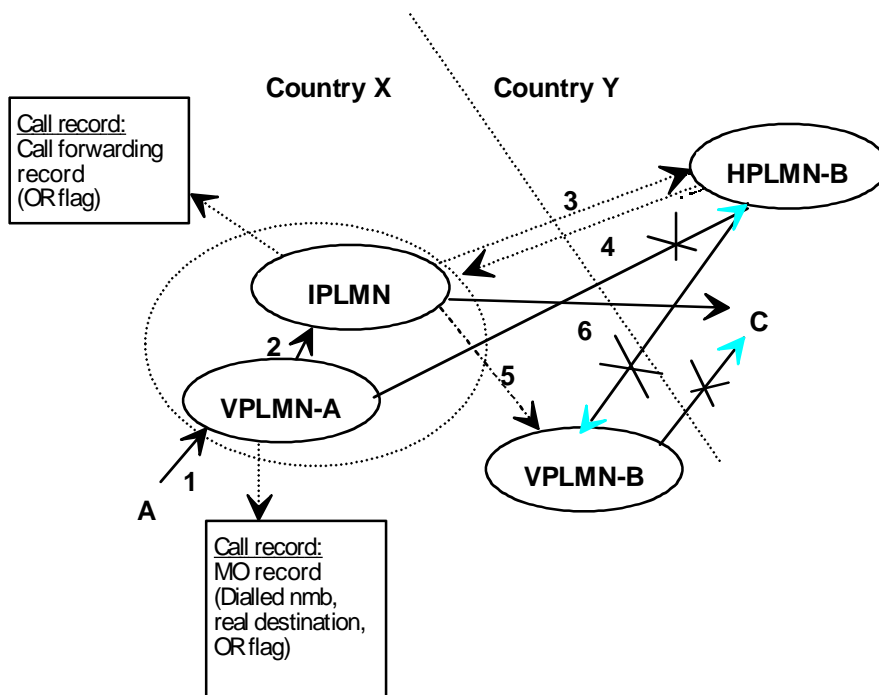 Country X
Country Y
Call record:
Call forwarding
record
(OR flag)
HPLMN-B
3
4
IPLMN
C
2
6
5
VPLMN-A
VPLMN-B
1
A
Call record:
MO record
(Dialled nmb,
real destination,
OR flag)